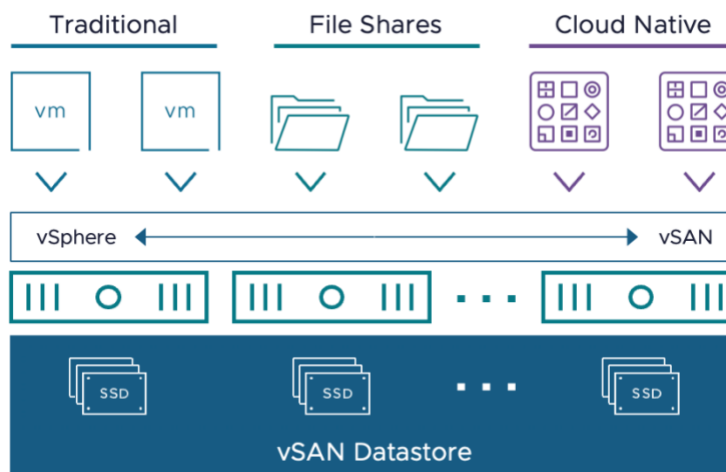 Traditional File Shares Cloud Native
vm vm
vSphere vSAN
SSD SSD SSD
vSAN Datastore